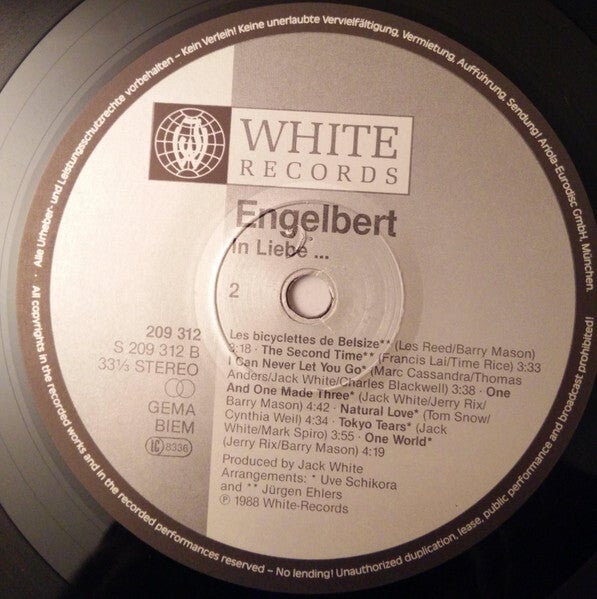 Alle Urheber- und Leistungsschutzrechte vorbehalten – Kein Verleih! Keine unerlaubte Vervielfältigung, Vermietung, Aufführung, Sendung! Ariola-Eurodisc GmbH, München.
WHITE
RECORDS
Engelbert
In Liebe ...
2
209 312
S 209 312 B
33⅓ STEREO
GEMA
BIEM
LC 8336
Les bicyclettes de Belsize** (Les Reed/Barry Mason)
3:18 · The Second Time** (Francis Lai/Time Rice) 3:33
I Can Never Let You Go* (Marc Cassandra/Thomas
Anders/Jack White/Charles Blackwell) 3:38 · One
And One Made Three* (Jack White/Jerry Rix/
Barry Mason) 4:42 · Natural Love* (Tom Snow/
Cynthia Weil) 4:34 · Tokyo Tears* (Jack
White/Mark Spiro) 3:55 · One World*
(Jerry Rix/Barry Mason) 4:19
Produced by Jack White
Arrangements: * Uve Schikora
and ** Jürgen Ehlers
℗ 1988 White-Records
· All copyrights in the recorded works and in the recorded performances reserved – No lending! Unauthorized duplication, lease, public performance and broadcast prohibited!